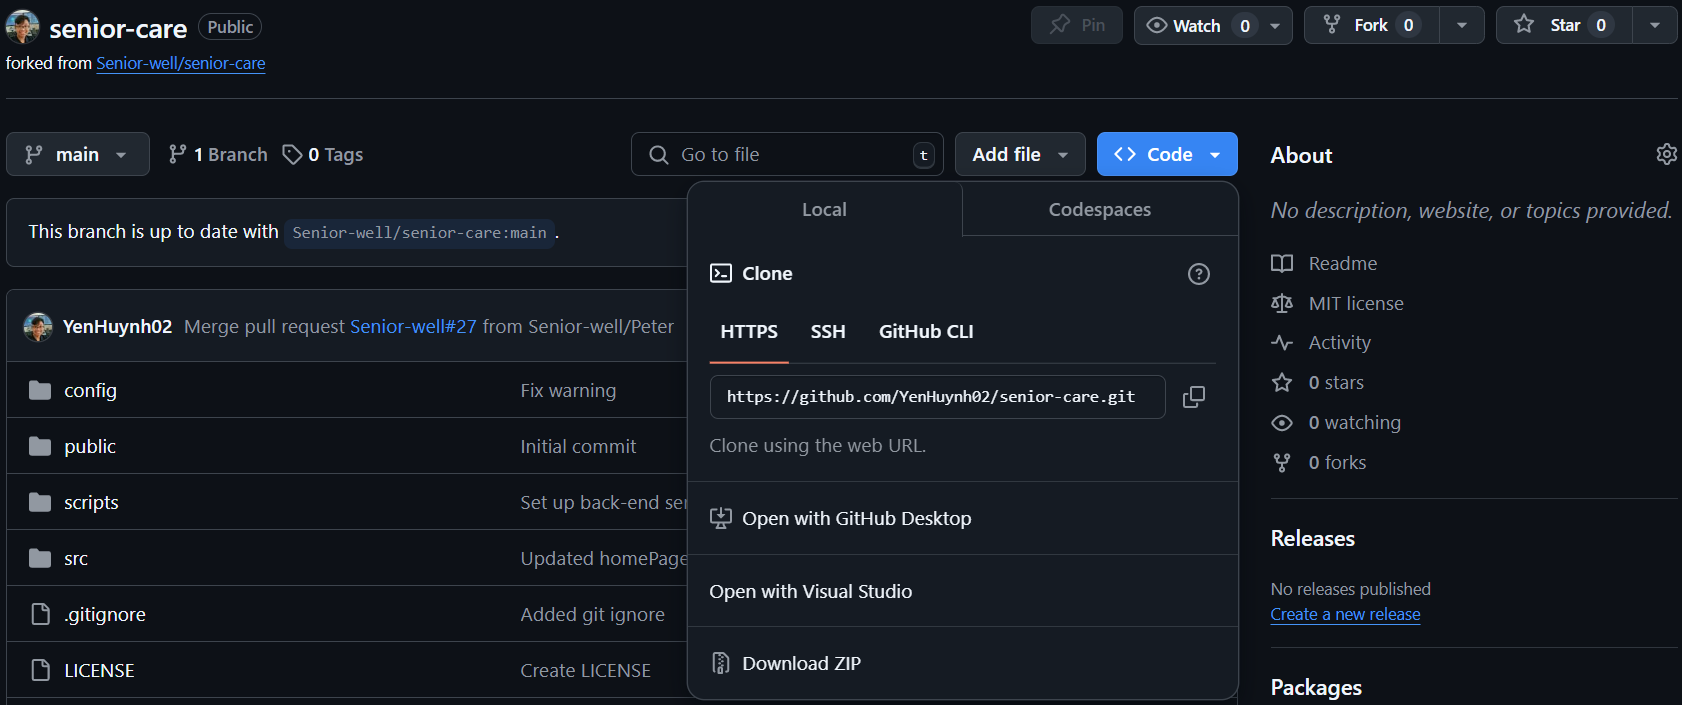 senior-care Public Pin Watch 0 Fork 0 Star 0
forked from Senior-well/senior-care
main 1 Branch 0 Tags Go to file t Add file Code
This branch is up to date with Senior-well/senior-care:main .
YenHuynh02 Merge pull request Senior-well#27 from Senior-well/Peter
config Fix warning
public Initial commit
scripts Set up back-end ser
src Updated homePage
.gitignore Added git ignore
LICENSE Create LICENSE
Local Codespaces
Clone
HTTPS SSH GitHub CLI
https://github.com/YenHuynh02/senior-care.git
Clone using the web URL.
Open with GitHub Desktop
Open with Visual Studio
Download ZIP
About
No description, website, or topics provided.
Readme
MIT license
Activity
0 stars
0 watching
0 forks
Releases
No releases published
Create a new release
Packages